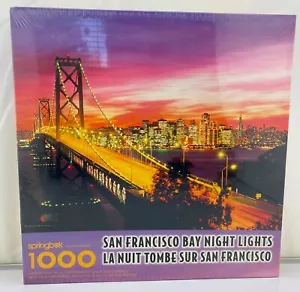 springbok
1000
SAN FRANCISCO BAY NIGHT LIGHTS
LA NUIT TOMBE SUR SAN FRANCISCO